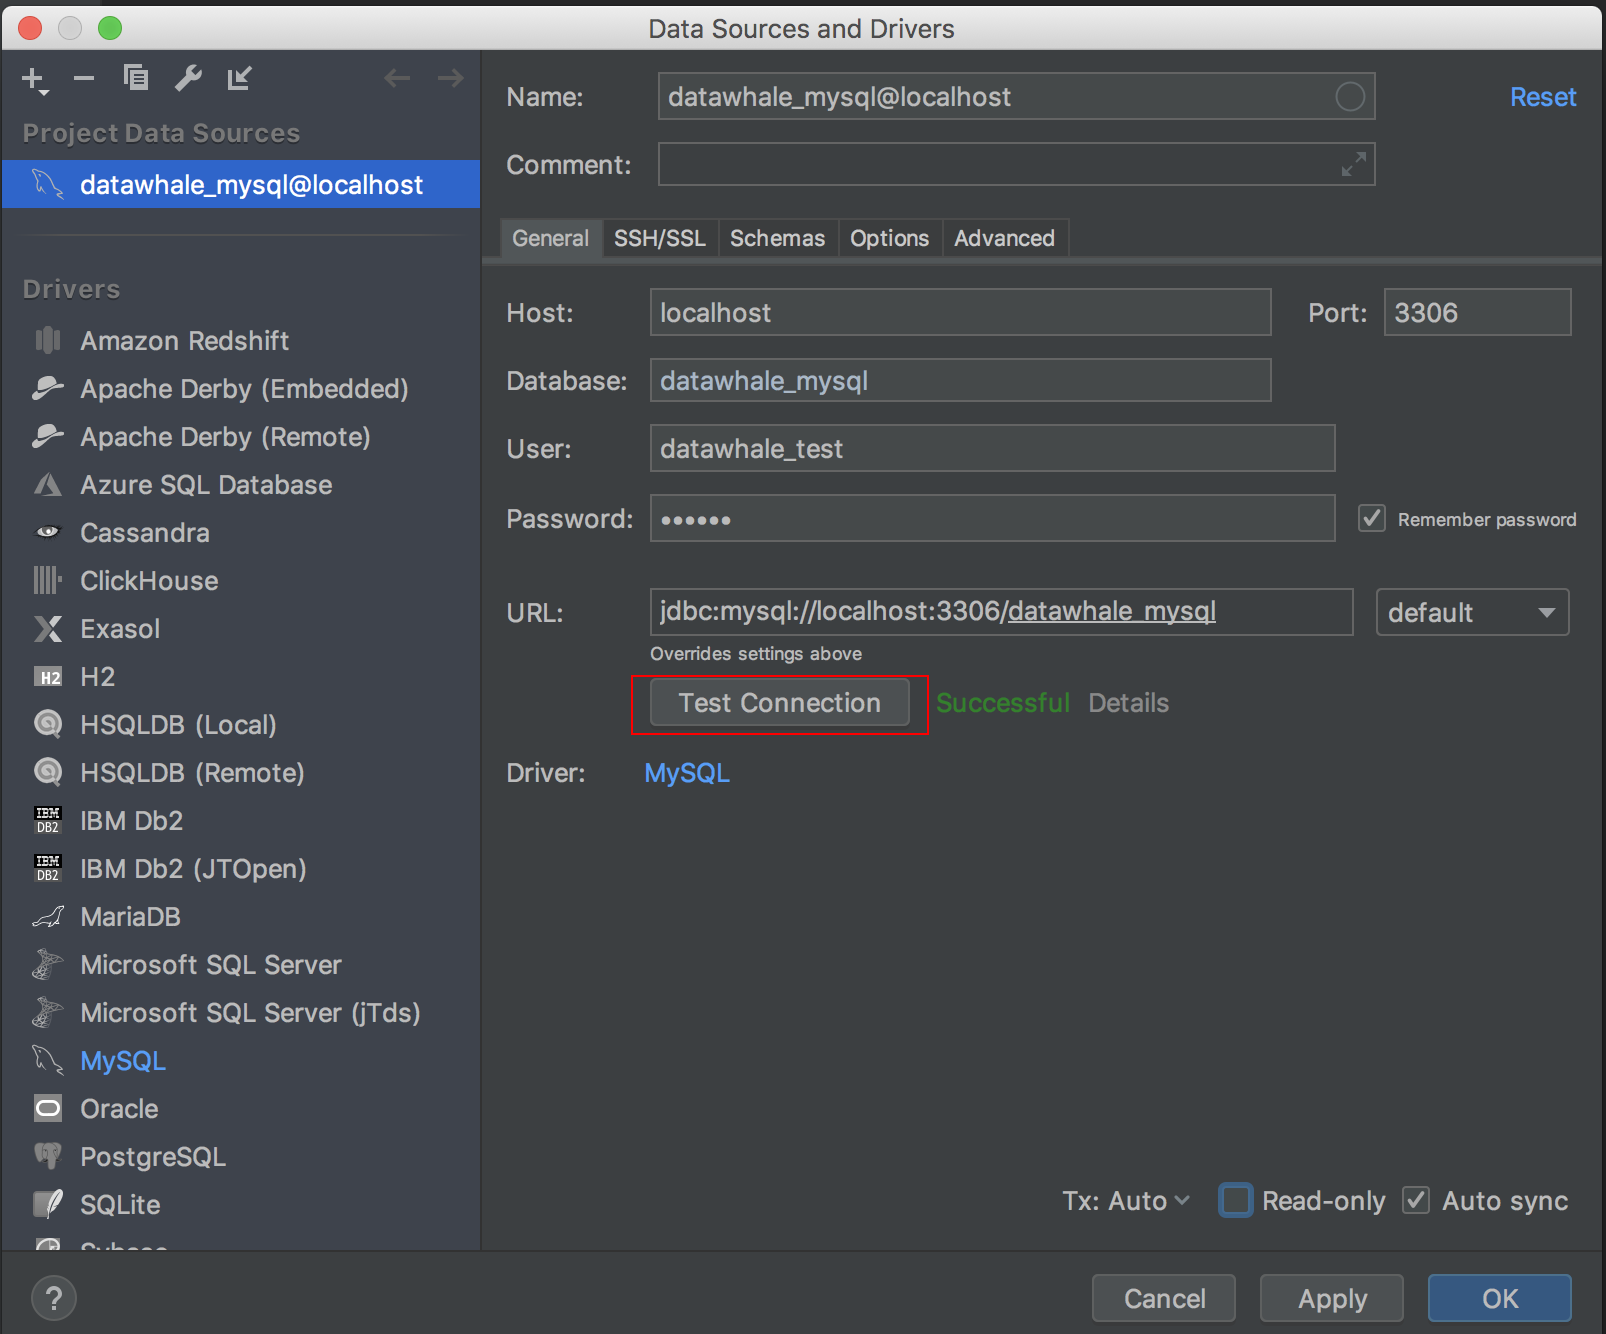 Data Sources and Drivers
Project Data Sources
datawhale_mysql@localhost
Drivers
Amazon Redshift
Apache Derby (Embedded)
Apache Derby (Remote)
Azure SQL Database
Cassandra
ClickHouse
Exasol
H2 H2
HSQLDB (Local)
HSQLDB (Remote)
IBM DB2 IBM Db2
IBM DB2 IBM Db2 (JTOpen)
MariaDB
Microsoft SQL Server
Microsoft SQL Server (jTds)
MySQL
Oracle
PostgreSQL
SQLite
Sybase
Name: datawhale_mysql@localhost Reset
Comment:
General SSH/SSL Schemas Options Advanced
Host: localhost Port: 3306
Database: datawhale_mysql
User: datawhale_test
Password: •••••• Remember password
URL: jdbc:mysql://localhost:3306/datawhale_mysql default
Overrides settings above
Test Connection Successful Details
Driver: MySQL
Tx: Auto Read-only Auto sync
? Cancel Apply OK